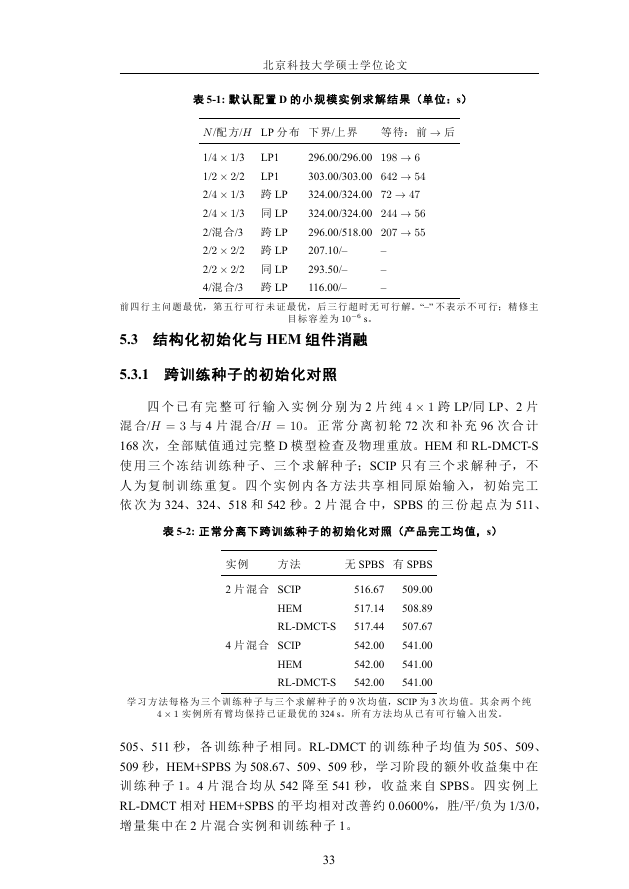 北京科技大学硕士学位论文
表 5-1: 默认配置 D 的小规模实例求解结果（单位：s）
N/配方/H LP 分布 下界/上界 等待：前 → 后
1/4 × 1/3 LP1 296.00/296.00 198 → 6
1/2 × 2/2 LP1 303.00/303.00 642 → 54
2/4 × 1/3 跨 LP 324.00/324.00 72 → 47
2/4 × 1/3 同 LP 324.00/324.00 244 → 56
2/混合/3 跨 LP 296.00/518.00 207 → 55
2/2 × 2/2 跨 LP 207.10/– –
2/2 × 2/2 同 LP 293.50/– –
4/混合/3 跨 LP 116.00/– –
前四行主问题最优，第五行可行未证最优，后三行超时无可行解。“–” 不表示不可行；精修主
目标容差为 10⁻⁶ s。
5.3 结构化初始化与 HEM 组件消融
5.3.1 跨训练种子的初始化对照
四个已有完整可行输入实例分别为 2 片纯 4 × 1 跨 LP/同 LP、2 片
混合/H = 3 与 4 片混合/H = 10。正常分离初轮 72 次和补充 96 次合计
168 次，全部赋值通过完整 D 模型检查及物理重放。HEM 和 RL-DMCT-S
使用三个冻结训练种子、三个求解种子；SCIP 只有三个求解种子，不
人为复制训练重复。四个实例内各方法共享相同原始输入，初始完工
依次为 324、324、518 和 542 秒。2 片混合中，SPBS 的三份起点为 511、
表 5-2: 正常分离下跨训练种子的初始化对照（产品完工均值，s）
实例 方法 无 SPBS 有 SPBS
2 片混合 SCIP 516.67 509.00
HEM 517.14 508.89
RL-DMCT-S 517.44 507.67
4 片混合 SCIP 542.00 541.00
HEM 542.00 541.00
RL-DMCT-S 542.00 541.00
学习方法每格为三个训练种子与三个求解种子的 9 次均值，SCIP 为 3 次均值。其余两个纯
4 × 1 实例所有臂均保持已证最优的 324 s。所有方法均从已有可行输入出发。
505、511 秒，各训练种子相同。RL-DMCT 的训练种子均值为 505、509、
509 秒，HEM+SPBS 为 508.67、509、509 秒，学习阶段的额外收益集中在
训练种子 1。4 片混合均从 542 降至 541 秒，收益来自 SPBS。四实例上
RL-DMCT 相对 HEM+SPBS 的平均相对改善约 0.0600%，胜/平/负为 1/3/0，
增量集中在 2 片混合实例和训练种子 1。
33